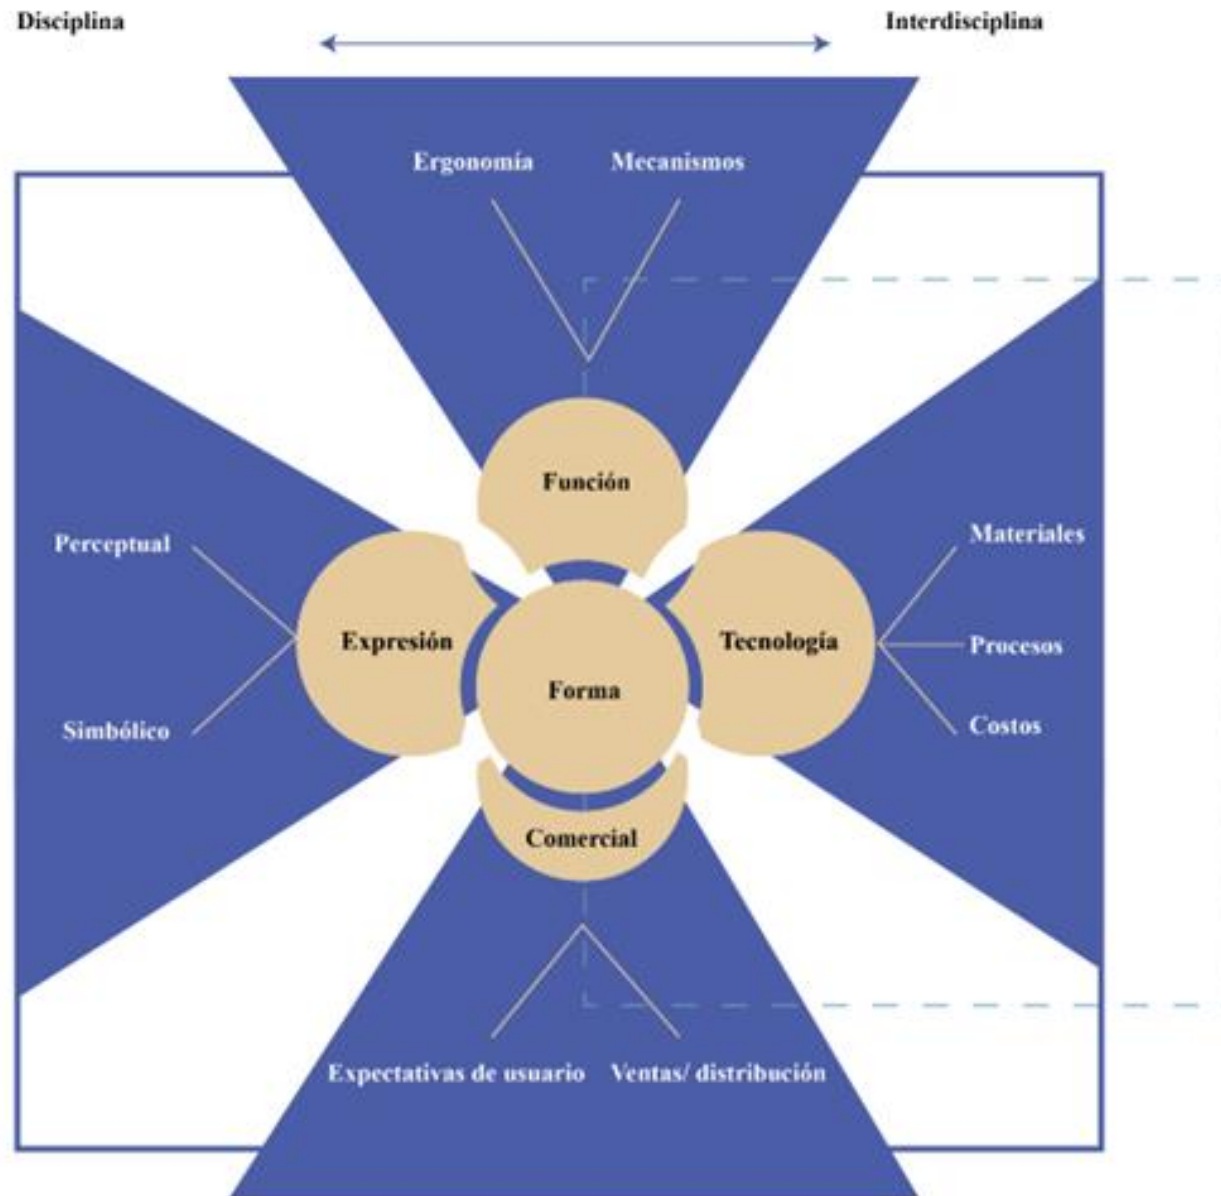 Disciplina
Interdisciplina
Ergonomía
Mecanismos
Función
Perceptual
Simbólico
Expresión
Forma
Tecnología
Materiales
Procesos
Costos
Comercial
Expectativas de usuario
Ventas/ distribución